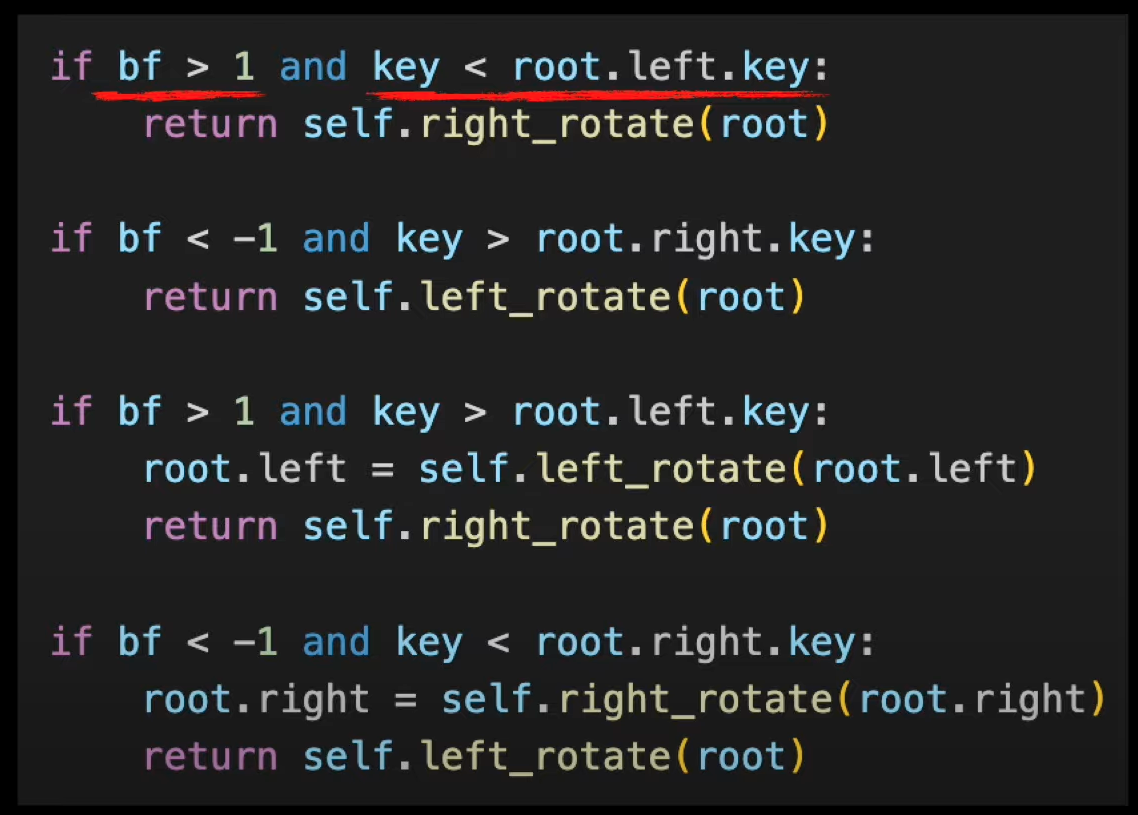 if bf > 1 and key < root.left.key:
    return self.right_rotate(root)

if bf < -1 and key > root.right.key:
    return self.left_rotate(root)

if bf > 1 and key > root.left.key:
    root.left = self.left_rotate(root.left)
    return self.right_rotate(root)

if bf < -1 and key < root.right.key:
    root.right = self.right_rotate(root.right)
    return self.left_rotate(root)